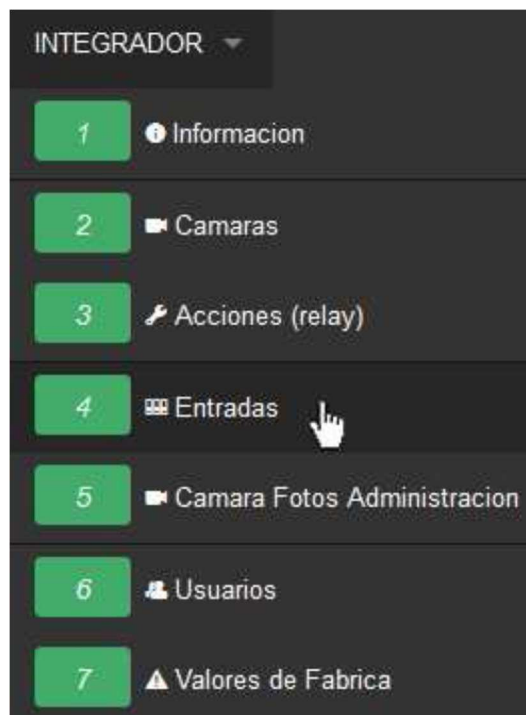 INTEGRADOR
1 Informacion
2 Camaras
3 Acciones (relay)
4 Entradas
5 Camara Fotos Administracion
6 Usuarios
7 Valores de Fabrica